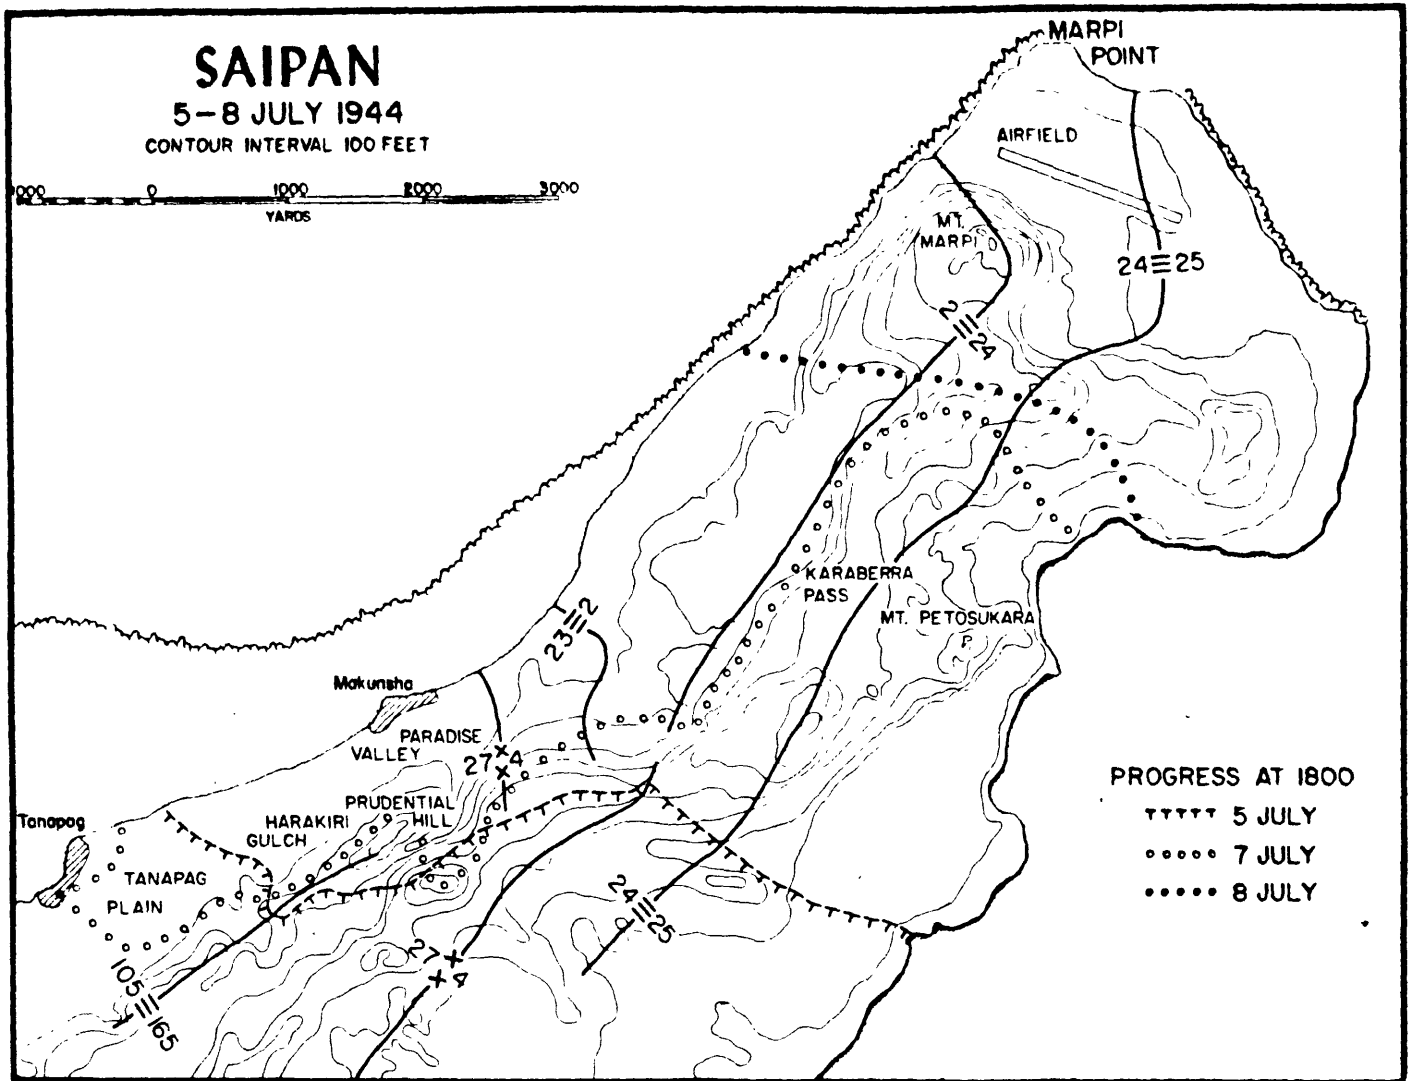 SAIPAN
5-8 JULY 1944
CONTOUR INTERVAL 100 FEET
1000 0 1000 2000 3000
YARDS
MARPI
POINT
AIRFIELD
MT.
MARPI
24 25
2 24
KARABERRA
PASS
MT. PETOSUKARA
23 2
Makunsha
PARADISE
VALLEY
27 4
PRUDENTIAL
HILL
HARAKIRI
GULCH
Tanapag
TANAPAG
PLAIN
24 25
27 4
105 165
PROGRESS AT 1800
5 JULY
7 JULY
8 JULY